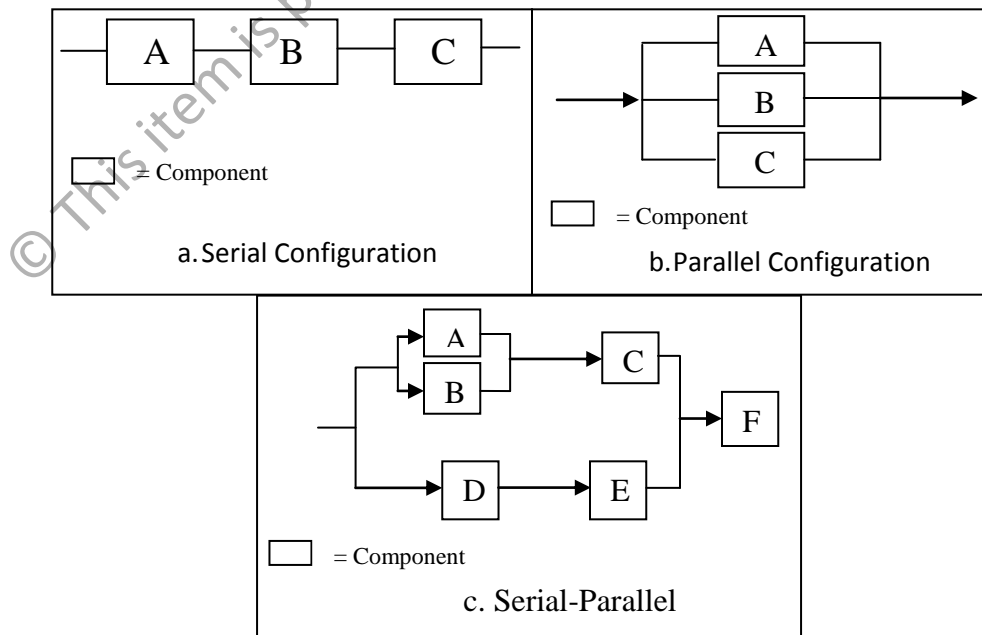 A B C
= Component
a. Serial Configuration
A
B
C
= Component
b. Parallel Configuration
A
B
C
F
D
E
= Component
c. Serial-Parallel
© This item is p